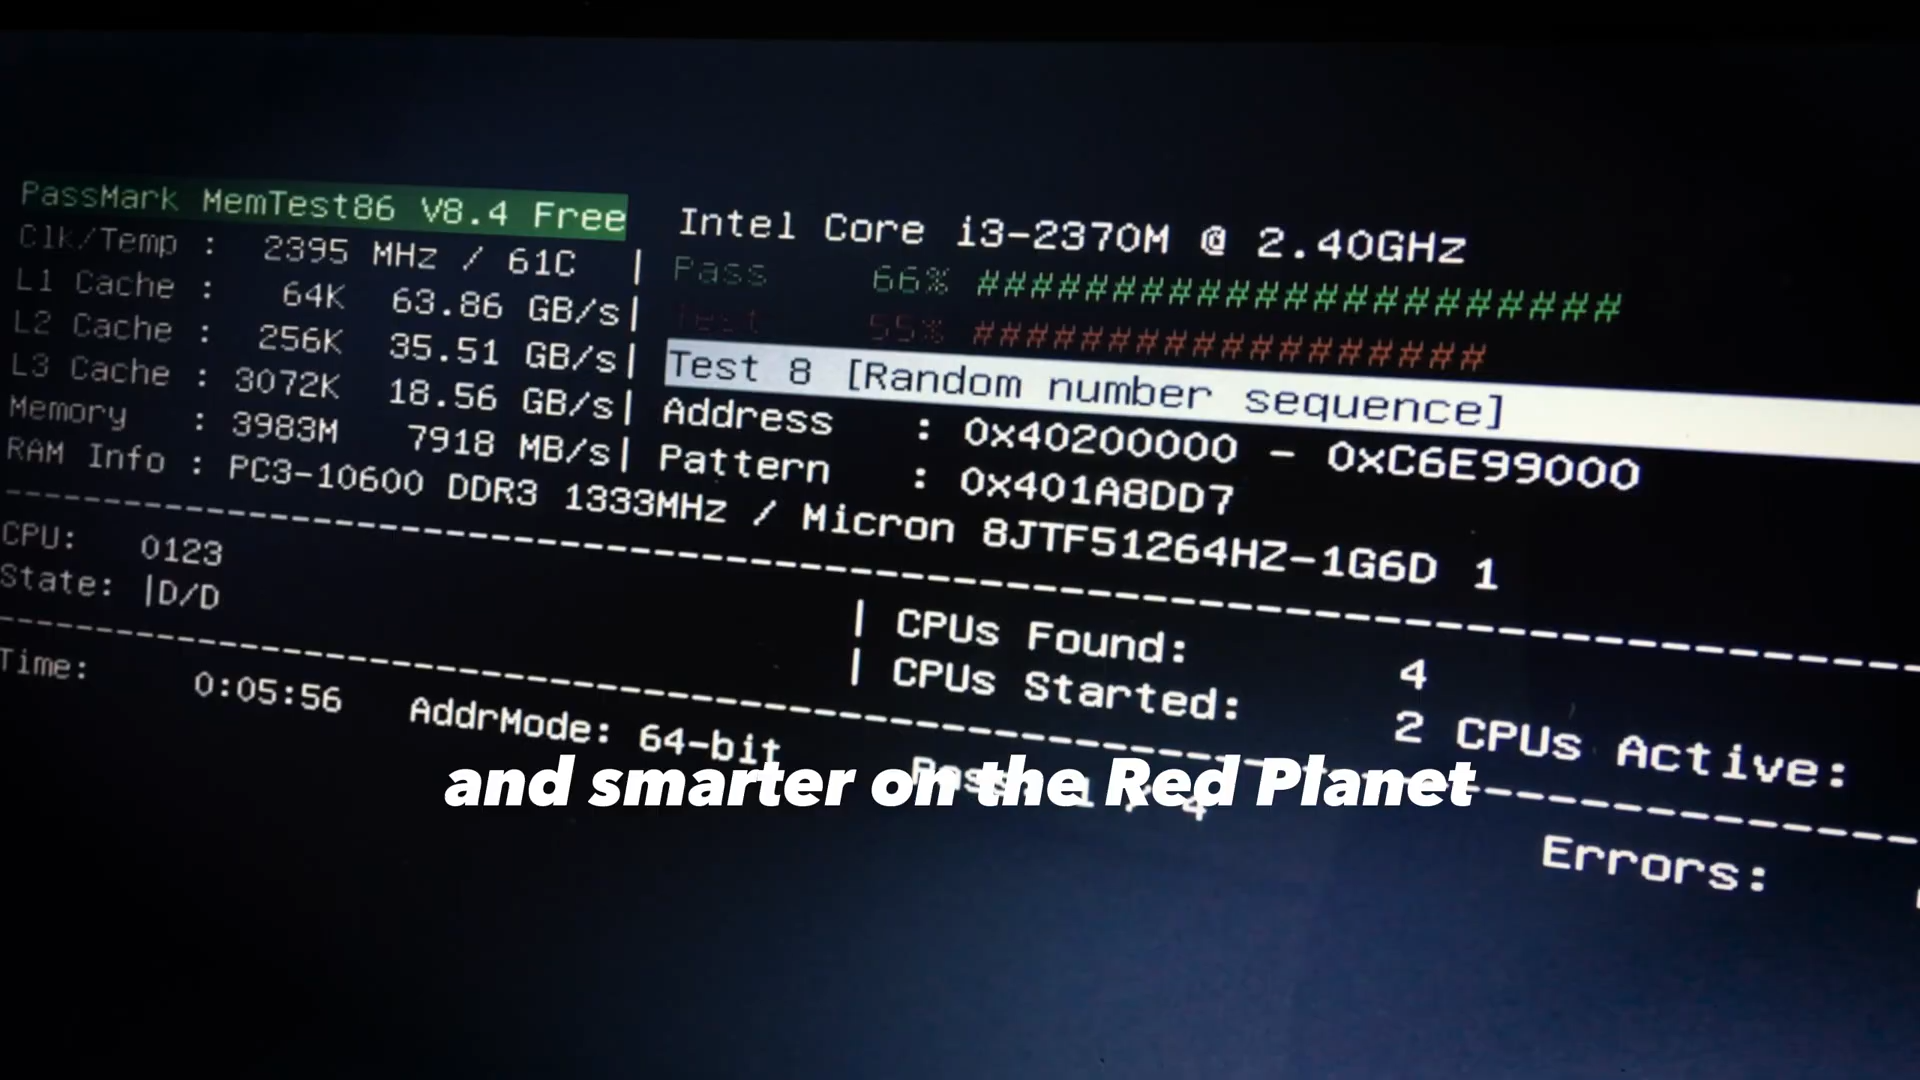 PassMark MemTest86 V8.4 Free
Intel Core i3-2370M @ 2.40GHz
Clk/Temp : 2395 MHz / 61C |
Pass 66% ########################
L1 Cache : 64K 63.86 GB/s|
Test 55% ###################
L2 Cache : 256K 35.51 GB/s|
Test 8 [Random number sequence]
L3 Cache : 3072K 18.56 GB/s|
Address : 0x40200000 - 0xC6E99000
Memory : 3983M 7918 MB/s|
Pattern : 0x401A8DD7
RAM Info : PC3-10600 DDR3 1333MHz / Micron 8JTF51264HZ-1G6D 1
CPU: 0123
| CPUs Found: 4
State: |D/D
| CPUs Started: 2 CPUs Active:
Time: 0:05:56 AddrMode: 64-bit Pass: 1 / 4
Errors:
and smarter on the Red Planet